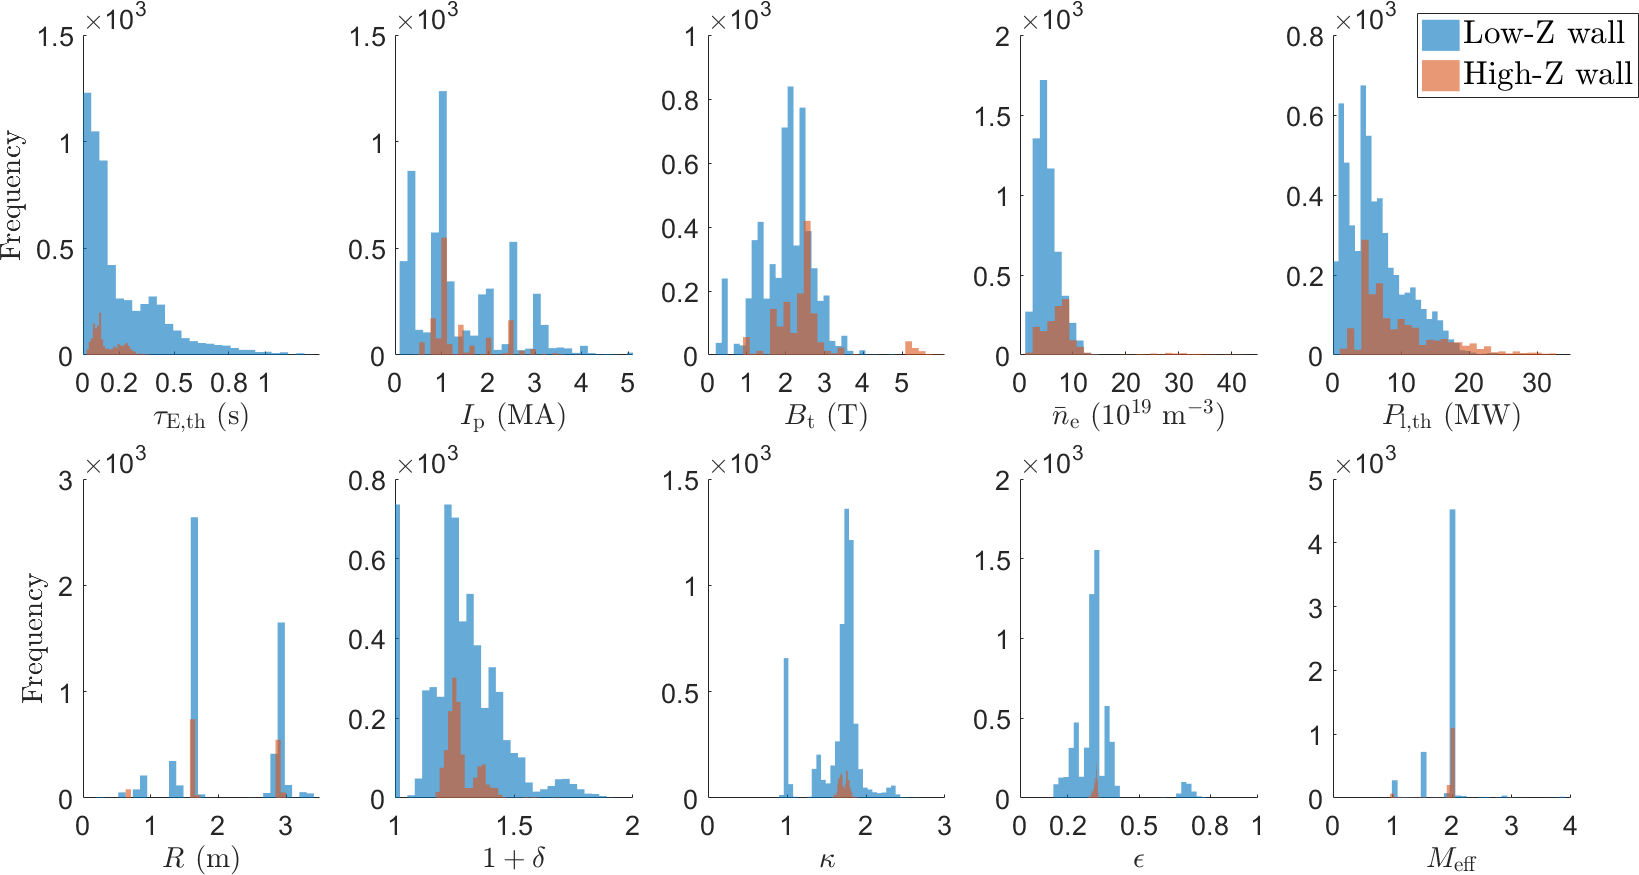 ×10³ ×10³ ×10³ ×10³ ×10³
Low-Z wall
High-Z wall
Frequency
1.5 1 0.5 0
1.5 1 0.5 0
1 0.8 0.6 0.4 0.2 0
2 1.5 1 0.5 0
0.8 0.6 0.4 0.2 0
0 0.2 0.5 0.8 1
0 1 2 3 4 5
0 1 2 3 4 5
0 10 20 30 40
0 10 20 30
τE,th (s)
Ip (MA)
Bt (T)
n̄e (10¹⁹ m⁻³)
Pl,th (MW)
×10³ ×10³ ×10³ ×10³ ×10³
Frequency
3 2 1 0
0.8 0.6 0.4 0.2 0
1.5 1 0.5 0
2 1.5 1 0.5 0
5 4 3 2 1 0
0 1 2 3
1 1.5 2
0 1 2 3
0 0.2 0.5 0.8 1
0 1 2 3 4
R (m)
1 + δ
κ
ϵ
Meff